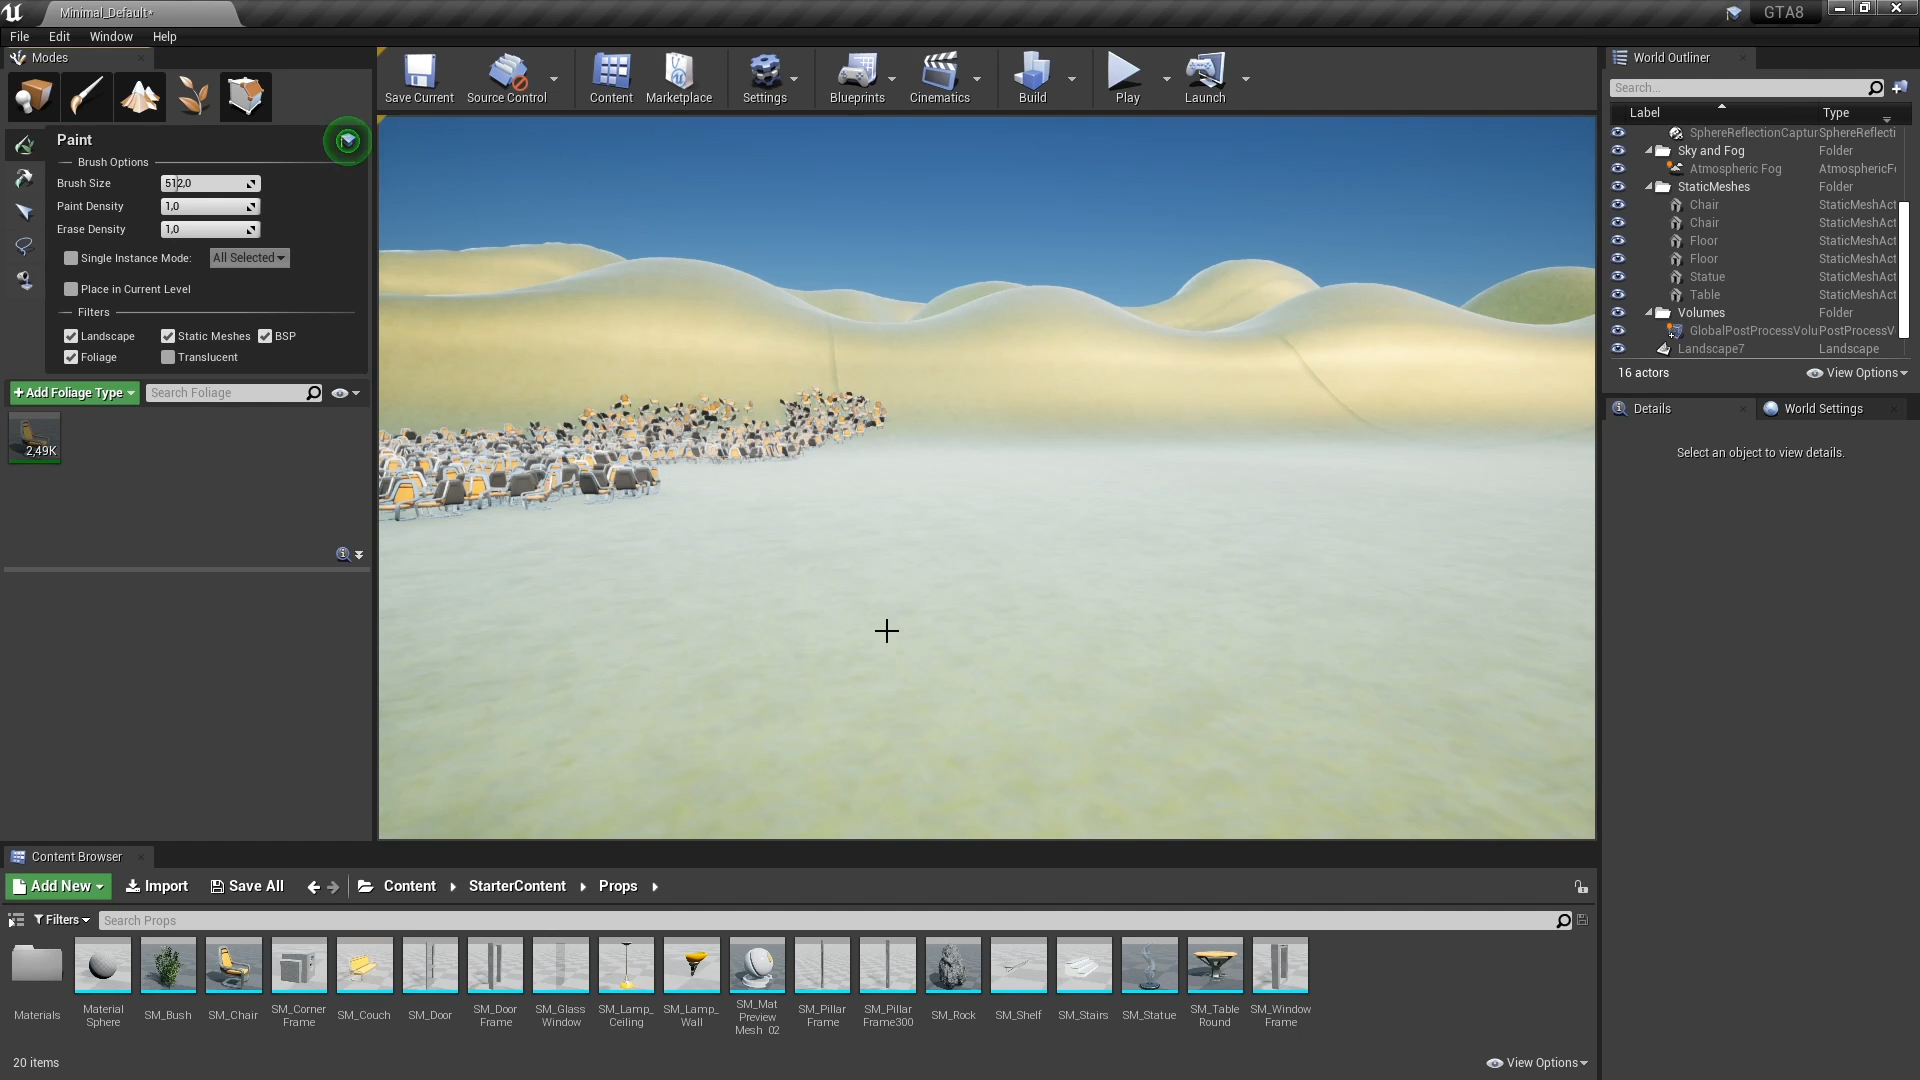 Minimal_Default*
GTA8
File Edit Window Help
Modes
Save Current Source Control Content Marketplace Settings Blueprints Cinematics Build Play Launch
Paint
Brush Options
Brush Size 512,0
Paint Density 1,0
Erase Density 1,0
Single Instance Mode: All Selected
Place in Current Level
Filters
Landscape Static Meshes BSP
Foliage Translucent
+Add Foliage Type Search Foliage
2,49K
World Outliner
Search...
Label Type
SphereReflectionCaptur SphereReflecti
Sky and Fog Folder
Atmospheric Fog AtmosphericF
StaticMeshes Folder
Chair StaticMeshAct
Chair StaticMeshAct
Floor StaticMeshAct
Floor StaticMeshAct
Statue StaticMeshAct
Table StaticMeshAct
Volumes Folder
GlobalPostProcessVolu PostProcessV
Landscape7 Landscape
16 actors View Options
Details World Settings
Select an object to view details.
Content Browser
Add New Import Save All Content StarterContent Props
Filters Search Props
Materials
Material
Sphere
SM_Bush
SM_Chair
SM_Corner
Frame
SM_Couch
SM_Door
SM_Door
Frame
SM_Glass
Window
SM_Lamp_
Ceiling
SM_Lamp_
Wall
SM_Mat
Preview
Mesh_02
SM_Pillar
Frame
SM_Pillar
Frame300
SM_Rock
SM_Shelf
SM_Stairs
SM_Statue
SM_Table
Round
SM_Window
Frame
20 items View Options